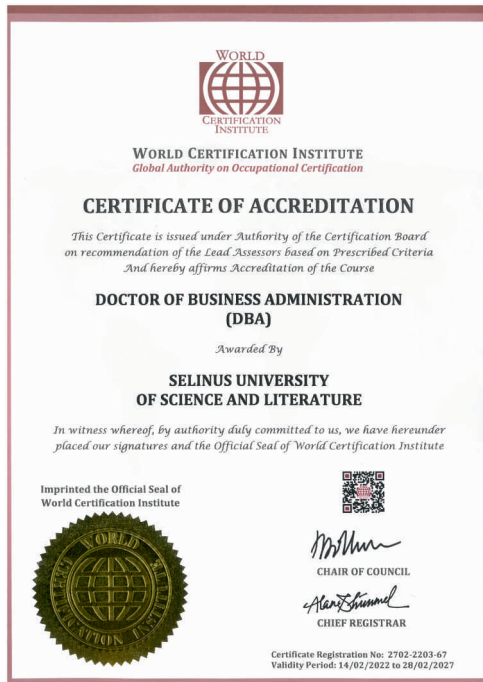 WORLD
CERTIFICATION
INSTITUTE
WORLD CERTIFICATION INSTITUTE
Global Authority on Occupational Certification
CERTIFICATE OF ACCREDITATION
This Certificate is issued under Authority of the Certification Board
on recommendation of the Lead Assessors based on Prescribed Criteria
And hereby affirms Accreditation of the Course
DOCTOR OF BUSINESS ADMINISTRATION
(DBA)
Awarded By
SELINUS UNIVERSITY
OF SCIENCE AND LITERATURE
In witness whereof, by authority duly committed to us, we have hereunder
placed our signatures and the Official Seal of World Certification Institute
Imprinted the Official Seal of
World Certification Institute
WORLD
CHAIR OF COUNCIL
CHIEF REGISTRAR
Certificate Registration No: 2702-2203-67
Validity Period: 14/02/2022 to 28/02/2027